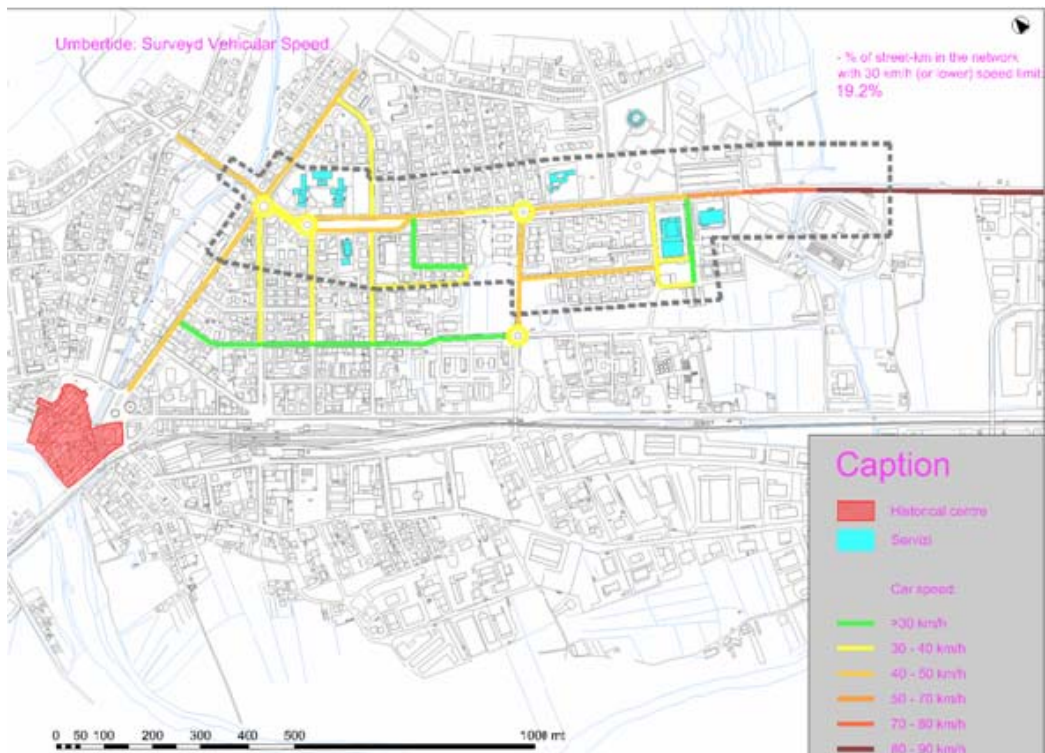 Umbertide: Surveyd Vehicular Speed
- % of street-km in the network
with 30 km/h (or lower) speed limit:
19.2%
Caption
Historical centre
Servizi
Car speed:
>30 km/h
30 - 40 km/h
40 - 50 km/h
50 - 70 km/h
70 - 80 km/h
80 - 90 km/h
0 50 100 200 300 400 500 1000 mt